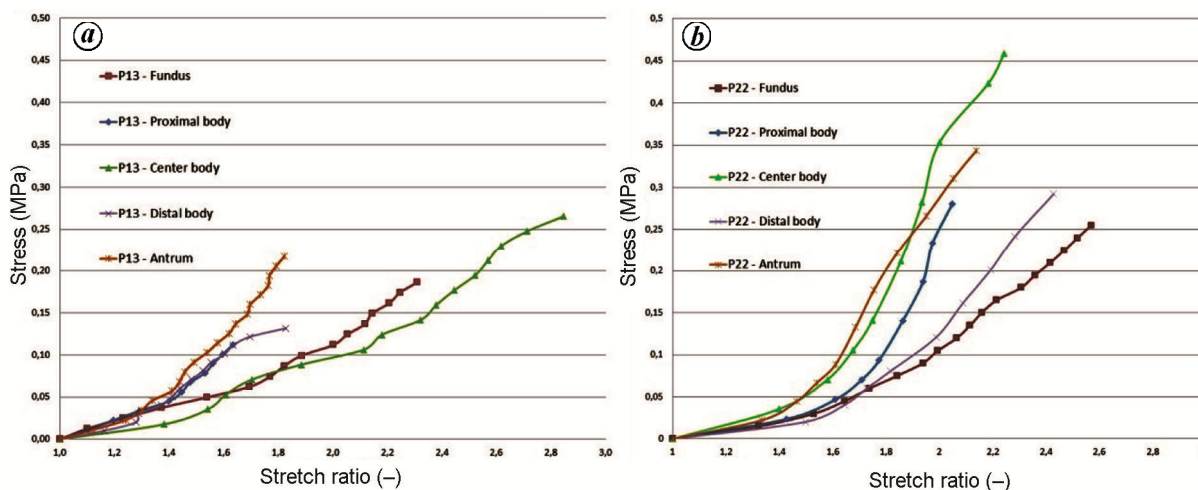 a
0,50
0,45
0,40
0,35
0,30
0,25
0,20
0,15
0,10
0,05
0,00
Stress (MPa)
P13 - Fundus
P13 - Proximal body
P13 - Center body
P13 - Distal body
P13 - Antrum
1,0
1,2
1,4
1,6
1,8
2,0
2,2
2,4
2,6
2,8
3,0
Stretch ratio (–)
b
0,5
0,45
0,4
0,35
0,3
0,25
0,2
0,15
0,1
0,05
0
Stress (MPa)
P22 - Fundus
P22 - Proximal body
P22 - Center body
P22 - Distal body
P22 - Antrum
1
1,2
1,4
1,6
1,8
2
2,2
2,4
2,6
2,8
Stretch ratio (–)